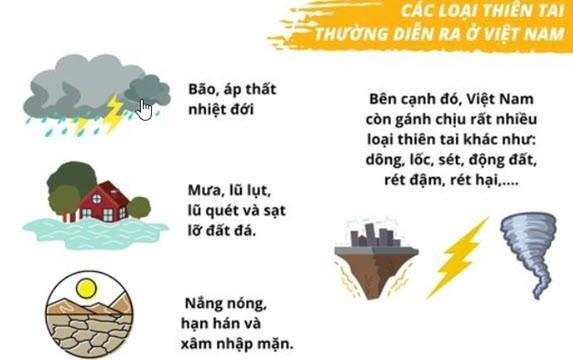 CÁC LOẠI THIÊN TAI
THƯỜNG DIỄN RA Ở VIỆT NAM
Bão, áp thất
nhiệt đới
Mưa, lũ lụt,
lũ quét và sạt
lỡ đất đá.
Nắng nóng,
hạn hán và
xâm nhập mặn.
Bên cạnh đó, Việt Nam
còn gánh chịu rất nhiều
loại thiên tai khác như:
dông, lốc, sét, động đất,
rét đậm, rét hại,....